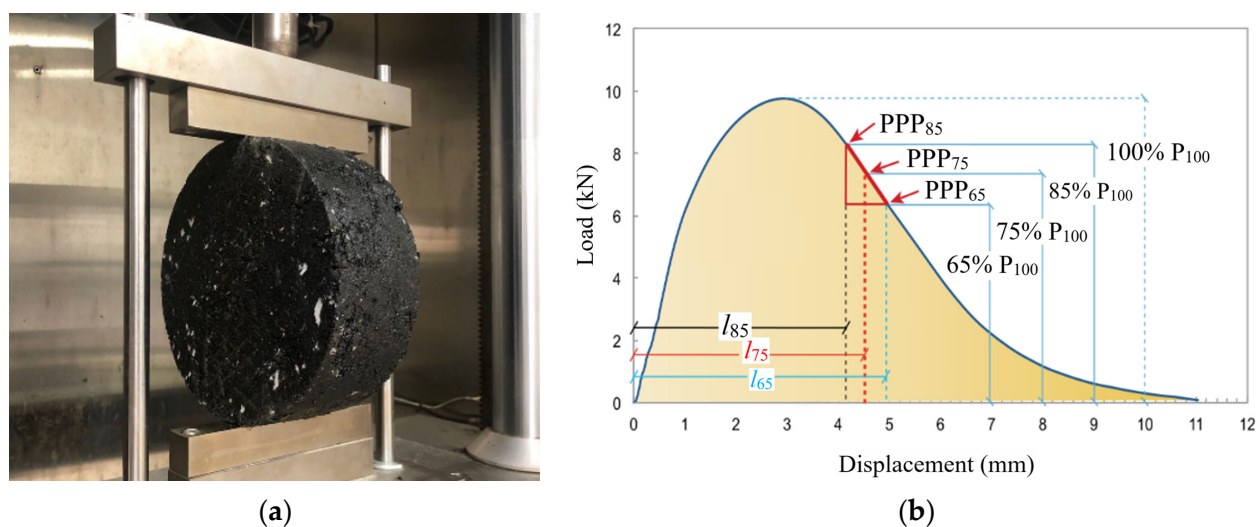 12
10
8
6
4
2
0
Load (kN)
PPP85
PPP75
PPP65
100% P100
85% P100
75% P100
65% P100
l85
l75
l65
0 1 2 3 4 5 6 7 8 9 10 11 12
Displacement (mm)
(a)
(b)